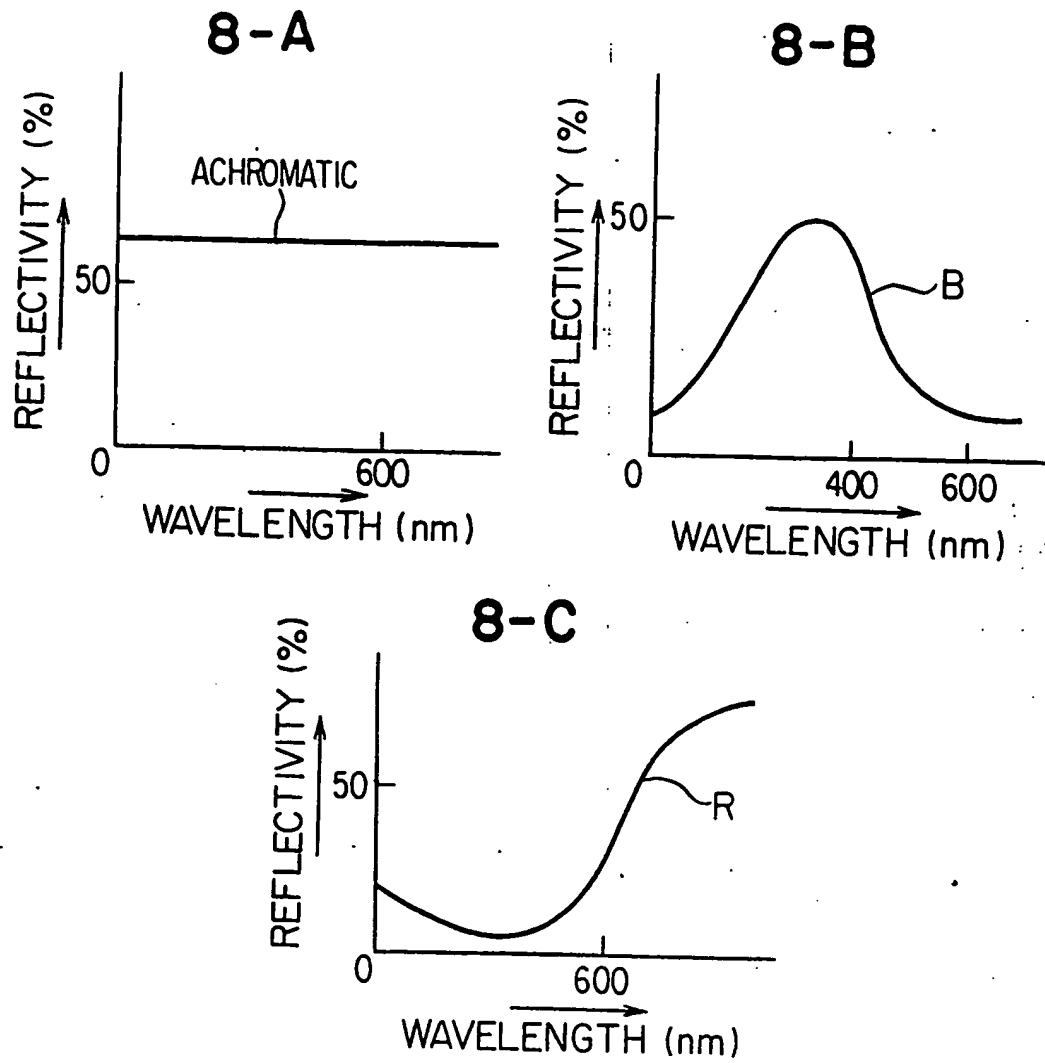 8-A
REFLECTIVITY (%)
ACHROMATIC
50
0
600
WAVELENGTH (nm)
8-B
REFLECTIVITY (%)
50
B
0
400
600
WAVELENGTH (nm)
8-C
REFLECTIVITY (%)
50
R
0
600
WAVELENGTH (nm)